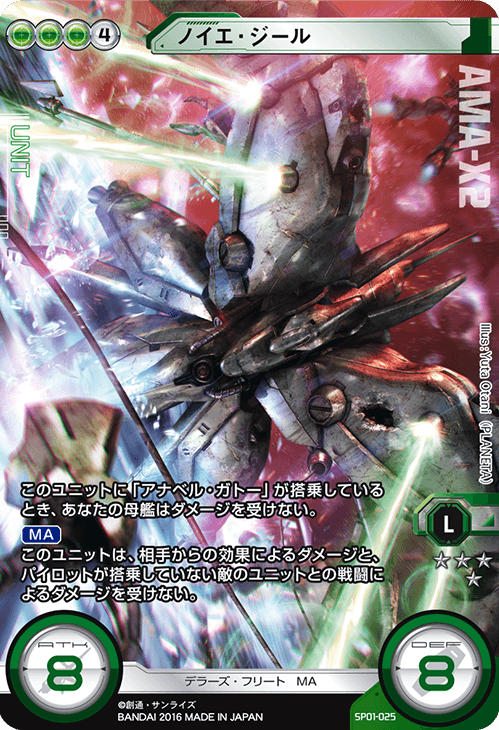 4
ノイエ・ジール
AMA-X2
UNIT
Illus:Yuta Otani (PLANETA)
このユニットに「アナベル・ガトー」が搭乗している
とき、あなたの母艦はダメージを受けない。
MA
このユニットは、相手からの効果によるダメージと、
パイロットが搭乗していない敵のユニットとの戦闘に
よるダメージを受けない。
L
ATK
8
DEF
8
デラーズ・フリート MA
©創通・サンライズ
BANDAI 2016 MADE IN JAPAN
SP01-025